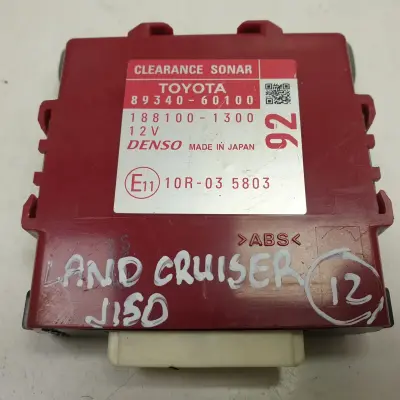 CLEARANCE SONAR
TOYOTA
89340-60100
188100-1300
12V
DENSO MADE IN JAPAN
92
E11 10R-03 5803
>ABS<
LAND CRUISER
J150
12